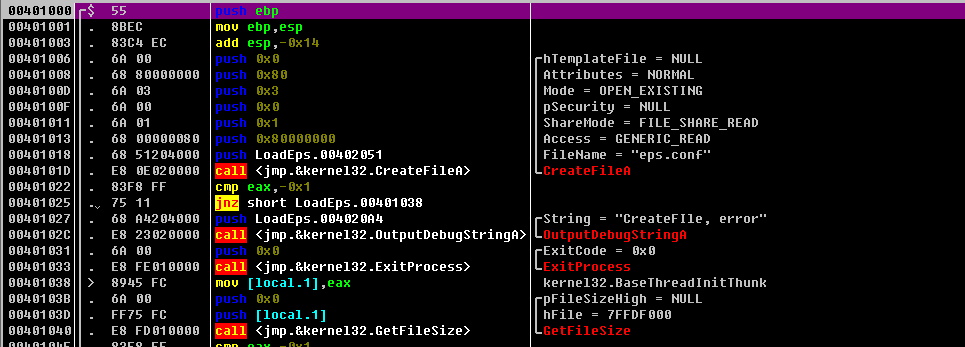 00401000 ┌$ 55 push ebp
00401001 . 8BEC mov ebp,esp
00401003 . 83C4 EC add esp,-0x14
00401006 . 6A 00 push 0x0 ┌hTemplateFile = NULL
00401008 . 68 80000000 push 0x80 │Attributes = NORMAL
0040100D . 6A 03 push 0x3 │Mode = OPEN_EXISTING
0040100F . 6A 00 push 0x0 │pSecurity = NULL
00401011 . 6A 01 push 0x1 │ShareMode = FILE_SHARE_READ
00401013 . 68 00000080 push 0x80000000 │Access = GENERIC_READ
00401018 . 68 51204000 push LoadEps.00402051 │FileName = "eps.conf"
0040101D . E8 0E020000 call <jmp.&kernel32.CreateFileA> └CreateFileA
00401022 . 83F8 FF cmp eax,-0x1
00401025 . 75 11 jnz short LoadEps.00401038
00401027 . 68 A4204000 push LoadEps.004020A4 ┌String = "CreateFIle, error"
0040102C . E8 23020000 call <jmp.&kernel32.OutputDebugStringA> └OutputDebugStringA
00401031 . 6A 00 push 0x0 ┌ExitCode = 0x0
00401033 . E8 FE010000 call <jmp.&kernel32.ExitProcess> └ExitProcess
00401038 > 8945 FC mov [local.1],eax kernel32.BaseThreadInitThunk
0040103B . 6A 00 push 0x0 ┌pFileSizeHigh = NULL
0040103D . FF75 FC push [local.1] │hFile = 7FFDF000
00401040 . E8 FD010000 call <jmp.&kernel32.GetFileSize> └GetFileSize